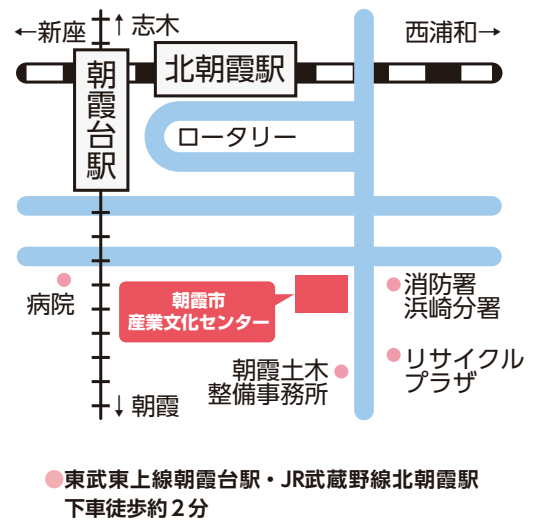 ←新座
↑志木
西浦和→
北朝霞駅
朝霞台駅
ロータリー
病院
朝霞市
産業文化センター
消防署
浜崎分署
朝霞土木
整備事務所
リサイクル
プラザ
↓朝霞
●東武東上線朝霞台駅・JR武蔵野線北朝霞駅
下車徒歩約２分